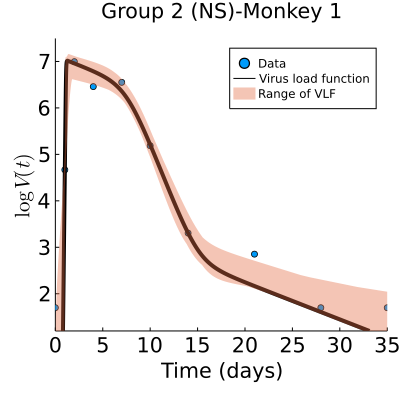 Group 2 (NS)-Monkey 1
Data
Virus load function
Range of VLF
log V(t)
7
6
5
4
3
2
0 5 10 15 20 25 30 35
Time (days)